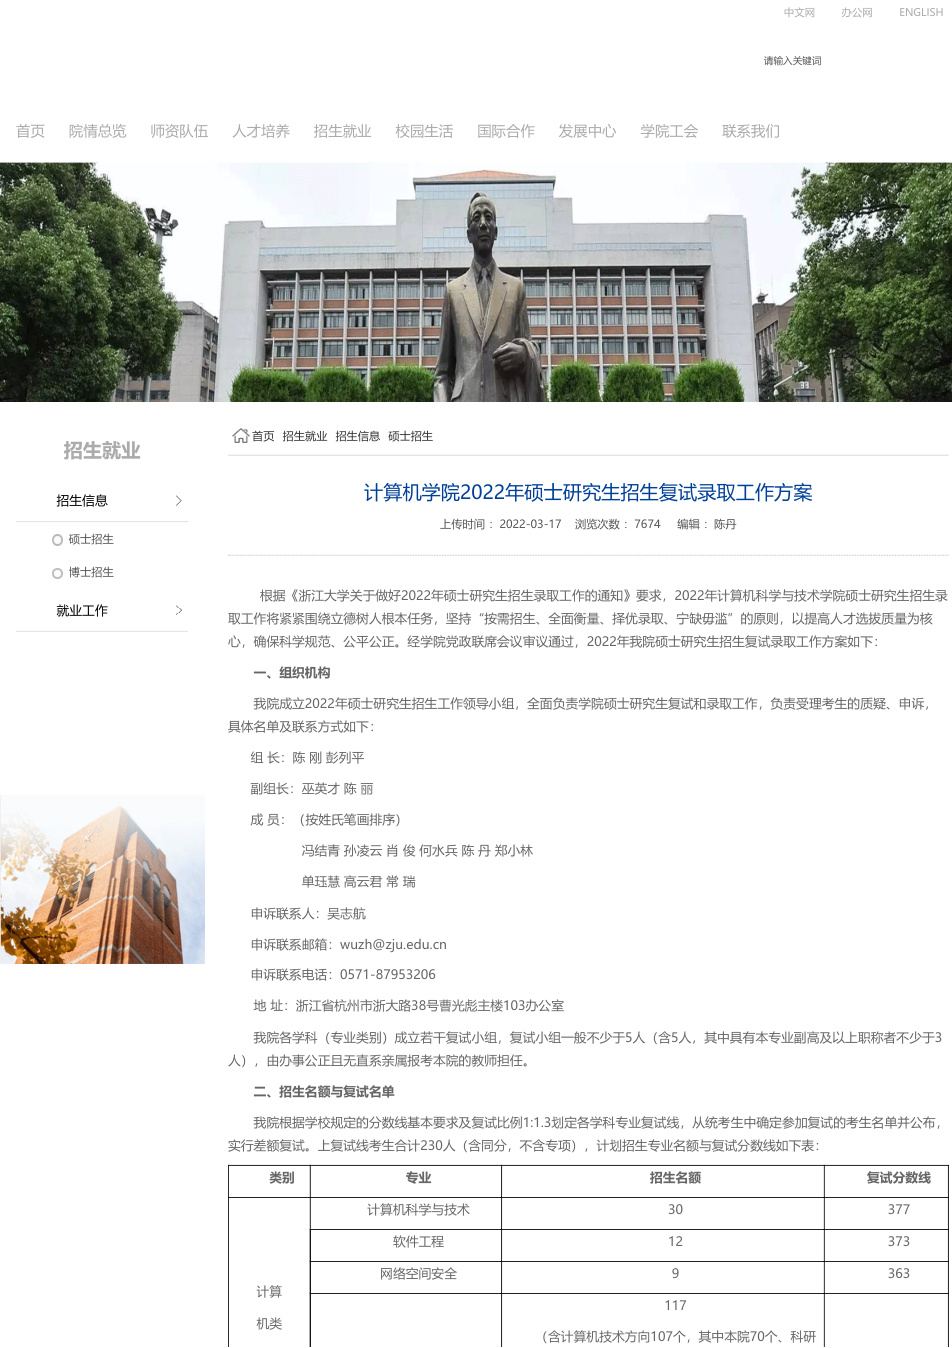 中文网 办公网 ENGLISH
请输入关键词
首页 院情总览 师资队伍 人才培养 招生就业 校园生活 国际合作 发展中心 学院工会 联系我们
招生就业
招生信息
硕士招生
博士招生
就业工作
首页 招生就业 招生信息 硕士招生
计算机学院2022年硕士研究生招生复试录取工作方案
上传时间 ：2022-03-17 浏览次数 ：7674 编辑 ：陈丹
根据《浙江大学关于做好2022年硕士研究生招生录取工作的通知》要求，2022年计算机科学与技术学院硕士研究生招生录
取工作将紧紧围绕立德树人根本任务，坚持“按需招生、全面衡量、择优录取、宁缺毋滥”的原则，以提高人才选拔质量为核
心，确保科学规范、公平公正。经学院党政联席会议审议通过，2022年我院硕士研究生招生复试录取工作方案如下：
一、组织机构
我院成立2022年硕士研究生招生工作领导小组，全面负责学院硕士研究生复试和录取工作，负责受理考生的质疑、申诉，
具体名单及联系方式如下：
组 长：陈 刚 彭列平
副组长：巫英才 陈 丽
成 员：（按姓氏笔画排序）
冯结青 孙凌云 肖 俊 何水兵 陈 丹 郑小林
单珏慧 高云君 常 瑞
申诉联系人：吴志航
申诉联系邮箱：wuzh@zju.edu.cn
申诉联系电话：0571-87953206
地 址：浙江省杭州市浙大路38号曹光彪主楼103办公室
我院各学科（专业类别）成立若干复试小组，复试小组一般不少于5人（含5人，其中具有本专业副高及以上职称者不少于3
人），由办事公正且无直系亲属报考本院的教师担任。
二、招生名额与复试名单
我院根据学校规定的分数线基本要求及复试比例1:1.3划定各学科专业复试线，从统考生中确定参加复试的考生名单并公布，
实行差额复试。上复试线考生合计230人（含同分，不含专项），计划招生专业名额与复试分数线如下表：
类别 专业 招生名额 复试分数线
计算机科学与技术 30 377
软件工程 12 373
网络空间安全 9 363
计算
机类
117
（含计算机技术方向107个，其中本院70个、科研